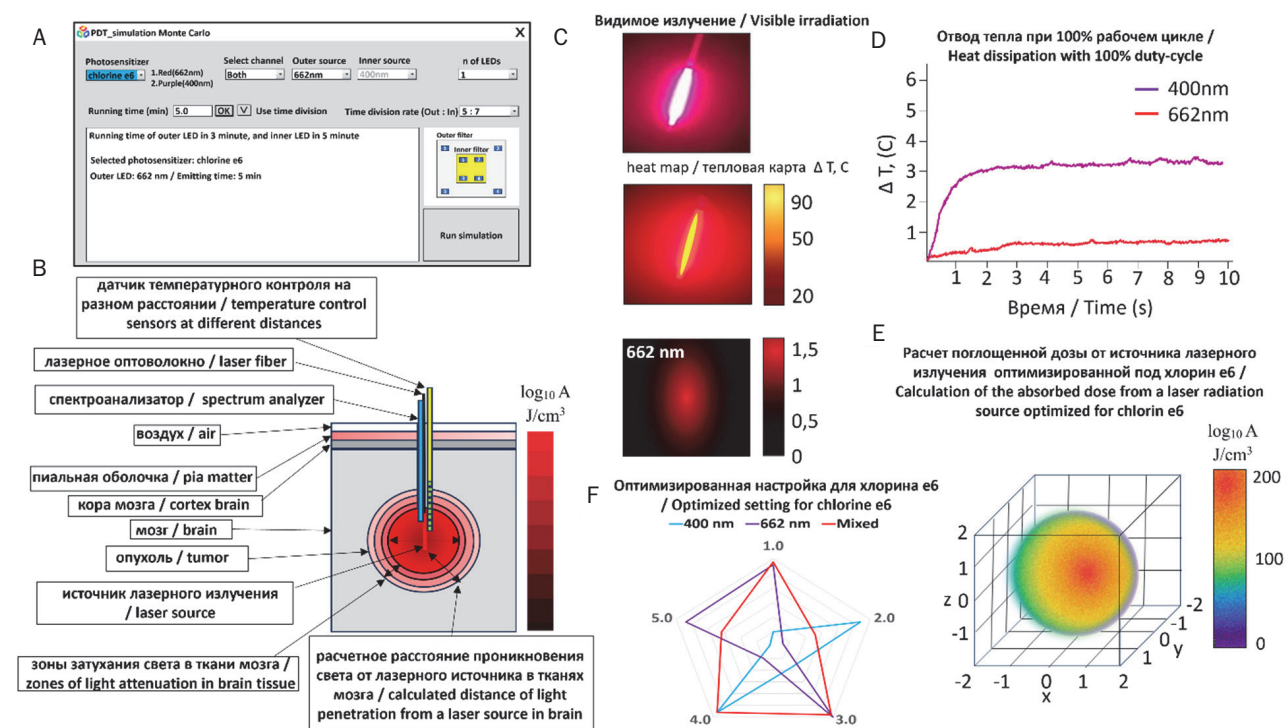 A
PDT_simulation Monte Carlo
X
Photosensitizer
chlorine e6
1.Red(662nm)
2.Purple(400nm)
Select channel
Both
Outer source
662nm
Inner source
400nm
n of LEDs
1
Running time (min)
5.0
OK
V
Use time division
Time division rate (Out : In)
5 : 7
Running time of outer LED in 3 minute, and inner LED in 5 minute
Selected photosensitizer: chlorine e6
Outer LED: 662 nm / Emitting time: 5 min
Outer filter
Inner filter
Run simulation
B
датчик температурного контроля на
разном расстоянии / temperature control
sensors at different distances
лазерное оптоволокно / laser fiber
спектроанализатор / spectrum analyzer
воздух / air
пиальная оболочка / pia matter
кора мозга / cortex brain
мозг / brain
опухоль / tumor
источник лазерного излучения
/ laser source
зоны затухания света в ткани мозга /
zones of light attenuation in brain tissue
расчетное расстояние проникновения
света от лазерного источника в тканях
мозга / calculated distance of light
penetration from a laser source in brain
log10 A
J/cm³
C
Видимое излучение / Visible irradiation
heat map / тепловая карта Δ T, C
90
50
20
662 nm
1,5
1
0
D
Отвод тепла при 100% рабочем цикле /
Heat dissipation with 100% duty-cycle
400nm
662nm
Δ T, (C)
6
5
4
3
2
1
1 2 3 4 5 6 7 8 9 10
Время / Time (s)
E
Расчет поглощенной дозы от источника лазерного
излучения оптимизированной под хлорин е6 /
Calculation of the absorbed dose from a laser radiation
source optimized for chlorin e6
log10 A
J/cm³
200
100
0
2
1
z 0
-1
-2 -1 0 1 2
x
-2
-1
0
y
1
F
Оптимизированная настройка для хлорина е6
/ Optimized setting for chlorine e6
400 nm 662 nm Mixed
1.0
2.0
3.0
4.0
5.0